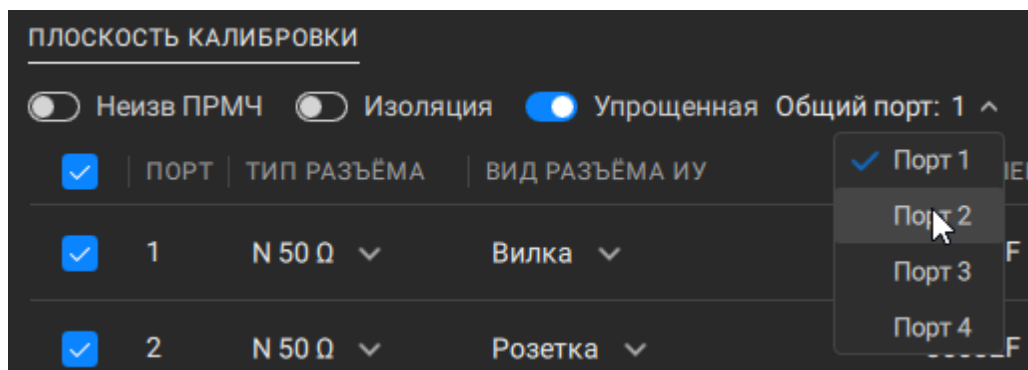 ПЛОСКОСТЬ КАЛИБРОВКИ
Неизв ПРМЧ Изоляция Упрощенная Общий порт: 1
ПОРТ ТИП РАЗЪЁМА ВИД РАЗЪЁМА ИУ
Порт 1
Порт 2
1 N 50 Ω Вилка
Порт 3
2 N 50 Ω Розетка
Порт 4